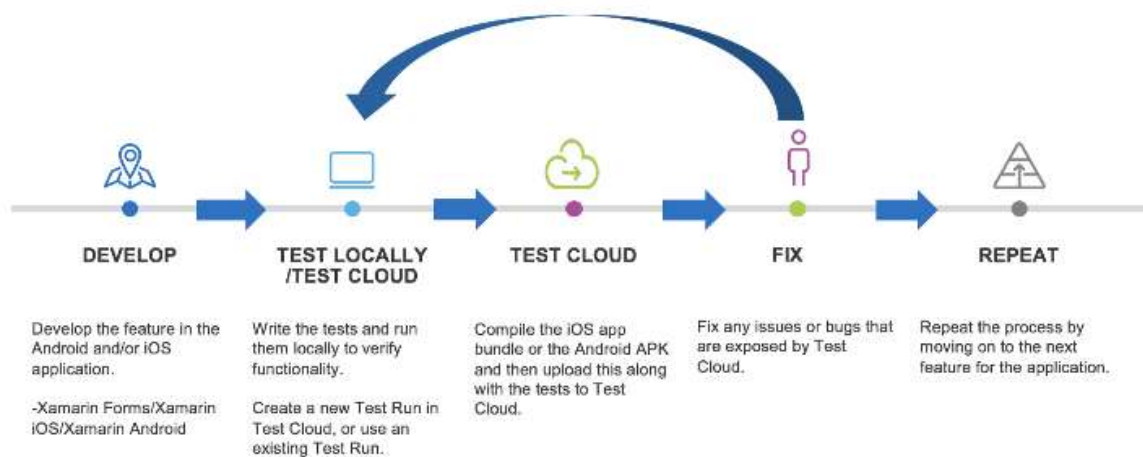 DEVELOP
Develop the feature in the
Android and/or iOS
application.
-Xamarin Forms/Xamarin
iOS/Xamarin Android
TEST LOCALLY
/TEST CLOUD
Write the tests and run
them locally to verify
functionality.
Create a new Test Run in
Test Cloud, or use an
existing Test Run.
TEST CLOUD
Compile the iOS app
bundle or the Android APK
and then upload this along
with the tests to Test
Cloud.
FIX
Fix any issues or bugs that
are exposed by Test
Cloud.
REPEAT
Repeat the process by
moving on to the next
feature for the application.